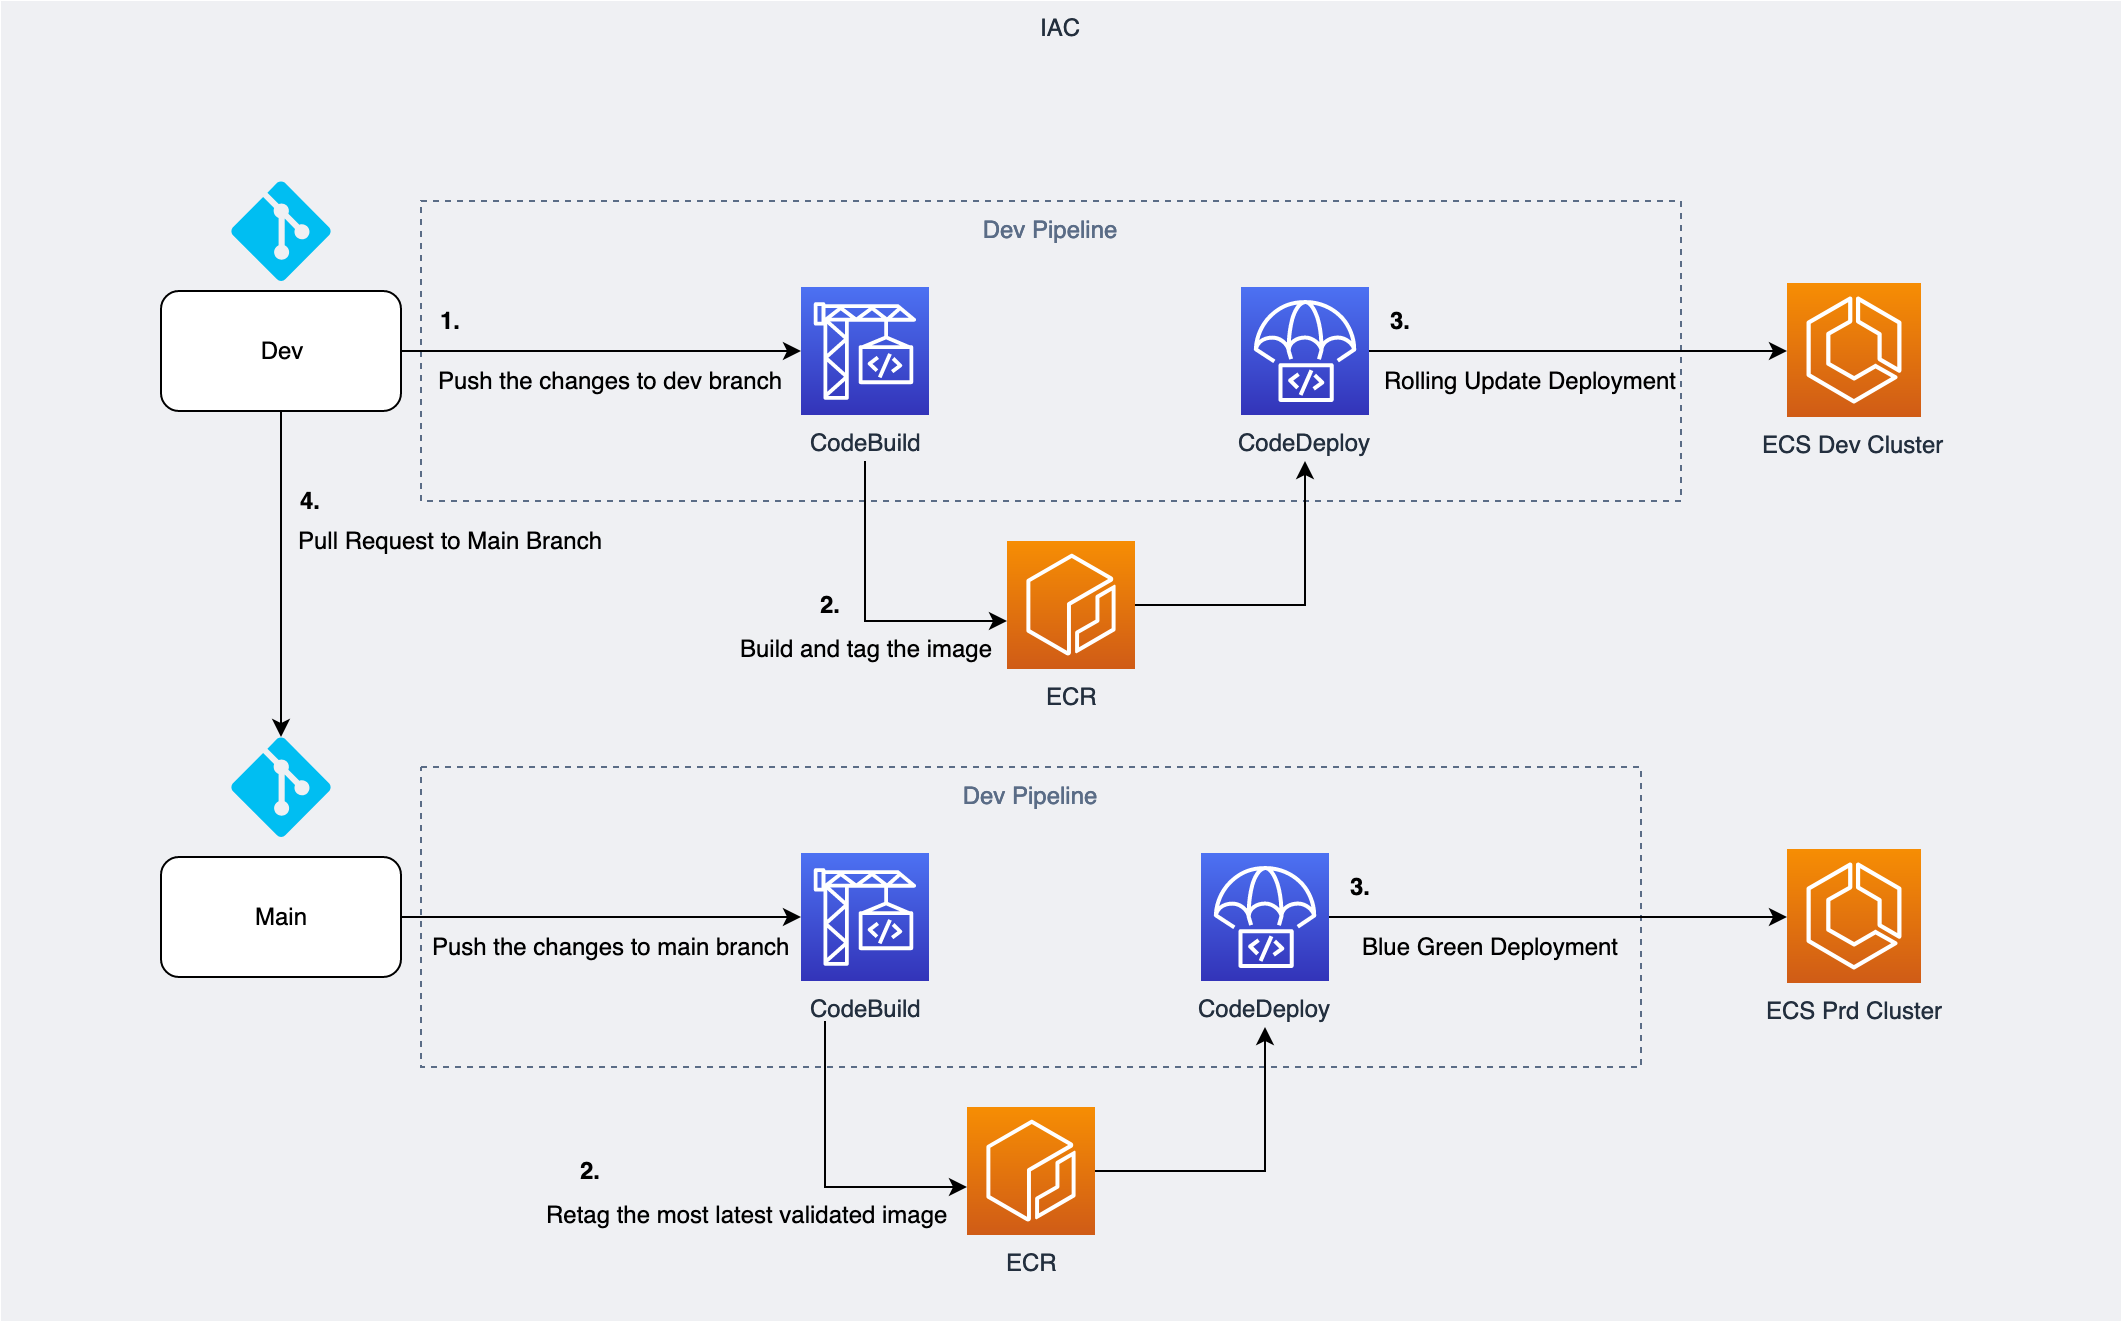 IAC
Dev Pipeline
Dev
1.
Push the changes to dev branch
CodeBuild
CodeDeploy
3.
Rolling Update Deployment
ECS Dev Cluster
4.
Pull Request to Main Branch
2.
Build and tag the image
ECR
Dev Pipeline
Main
Push the changes to main branch
CodeBuild
CodeDeploy
3.
Blue Green Deployment
ECS Prd Cluster
2.
Retag the most latest validated image
ECR